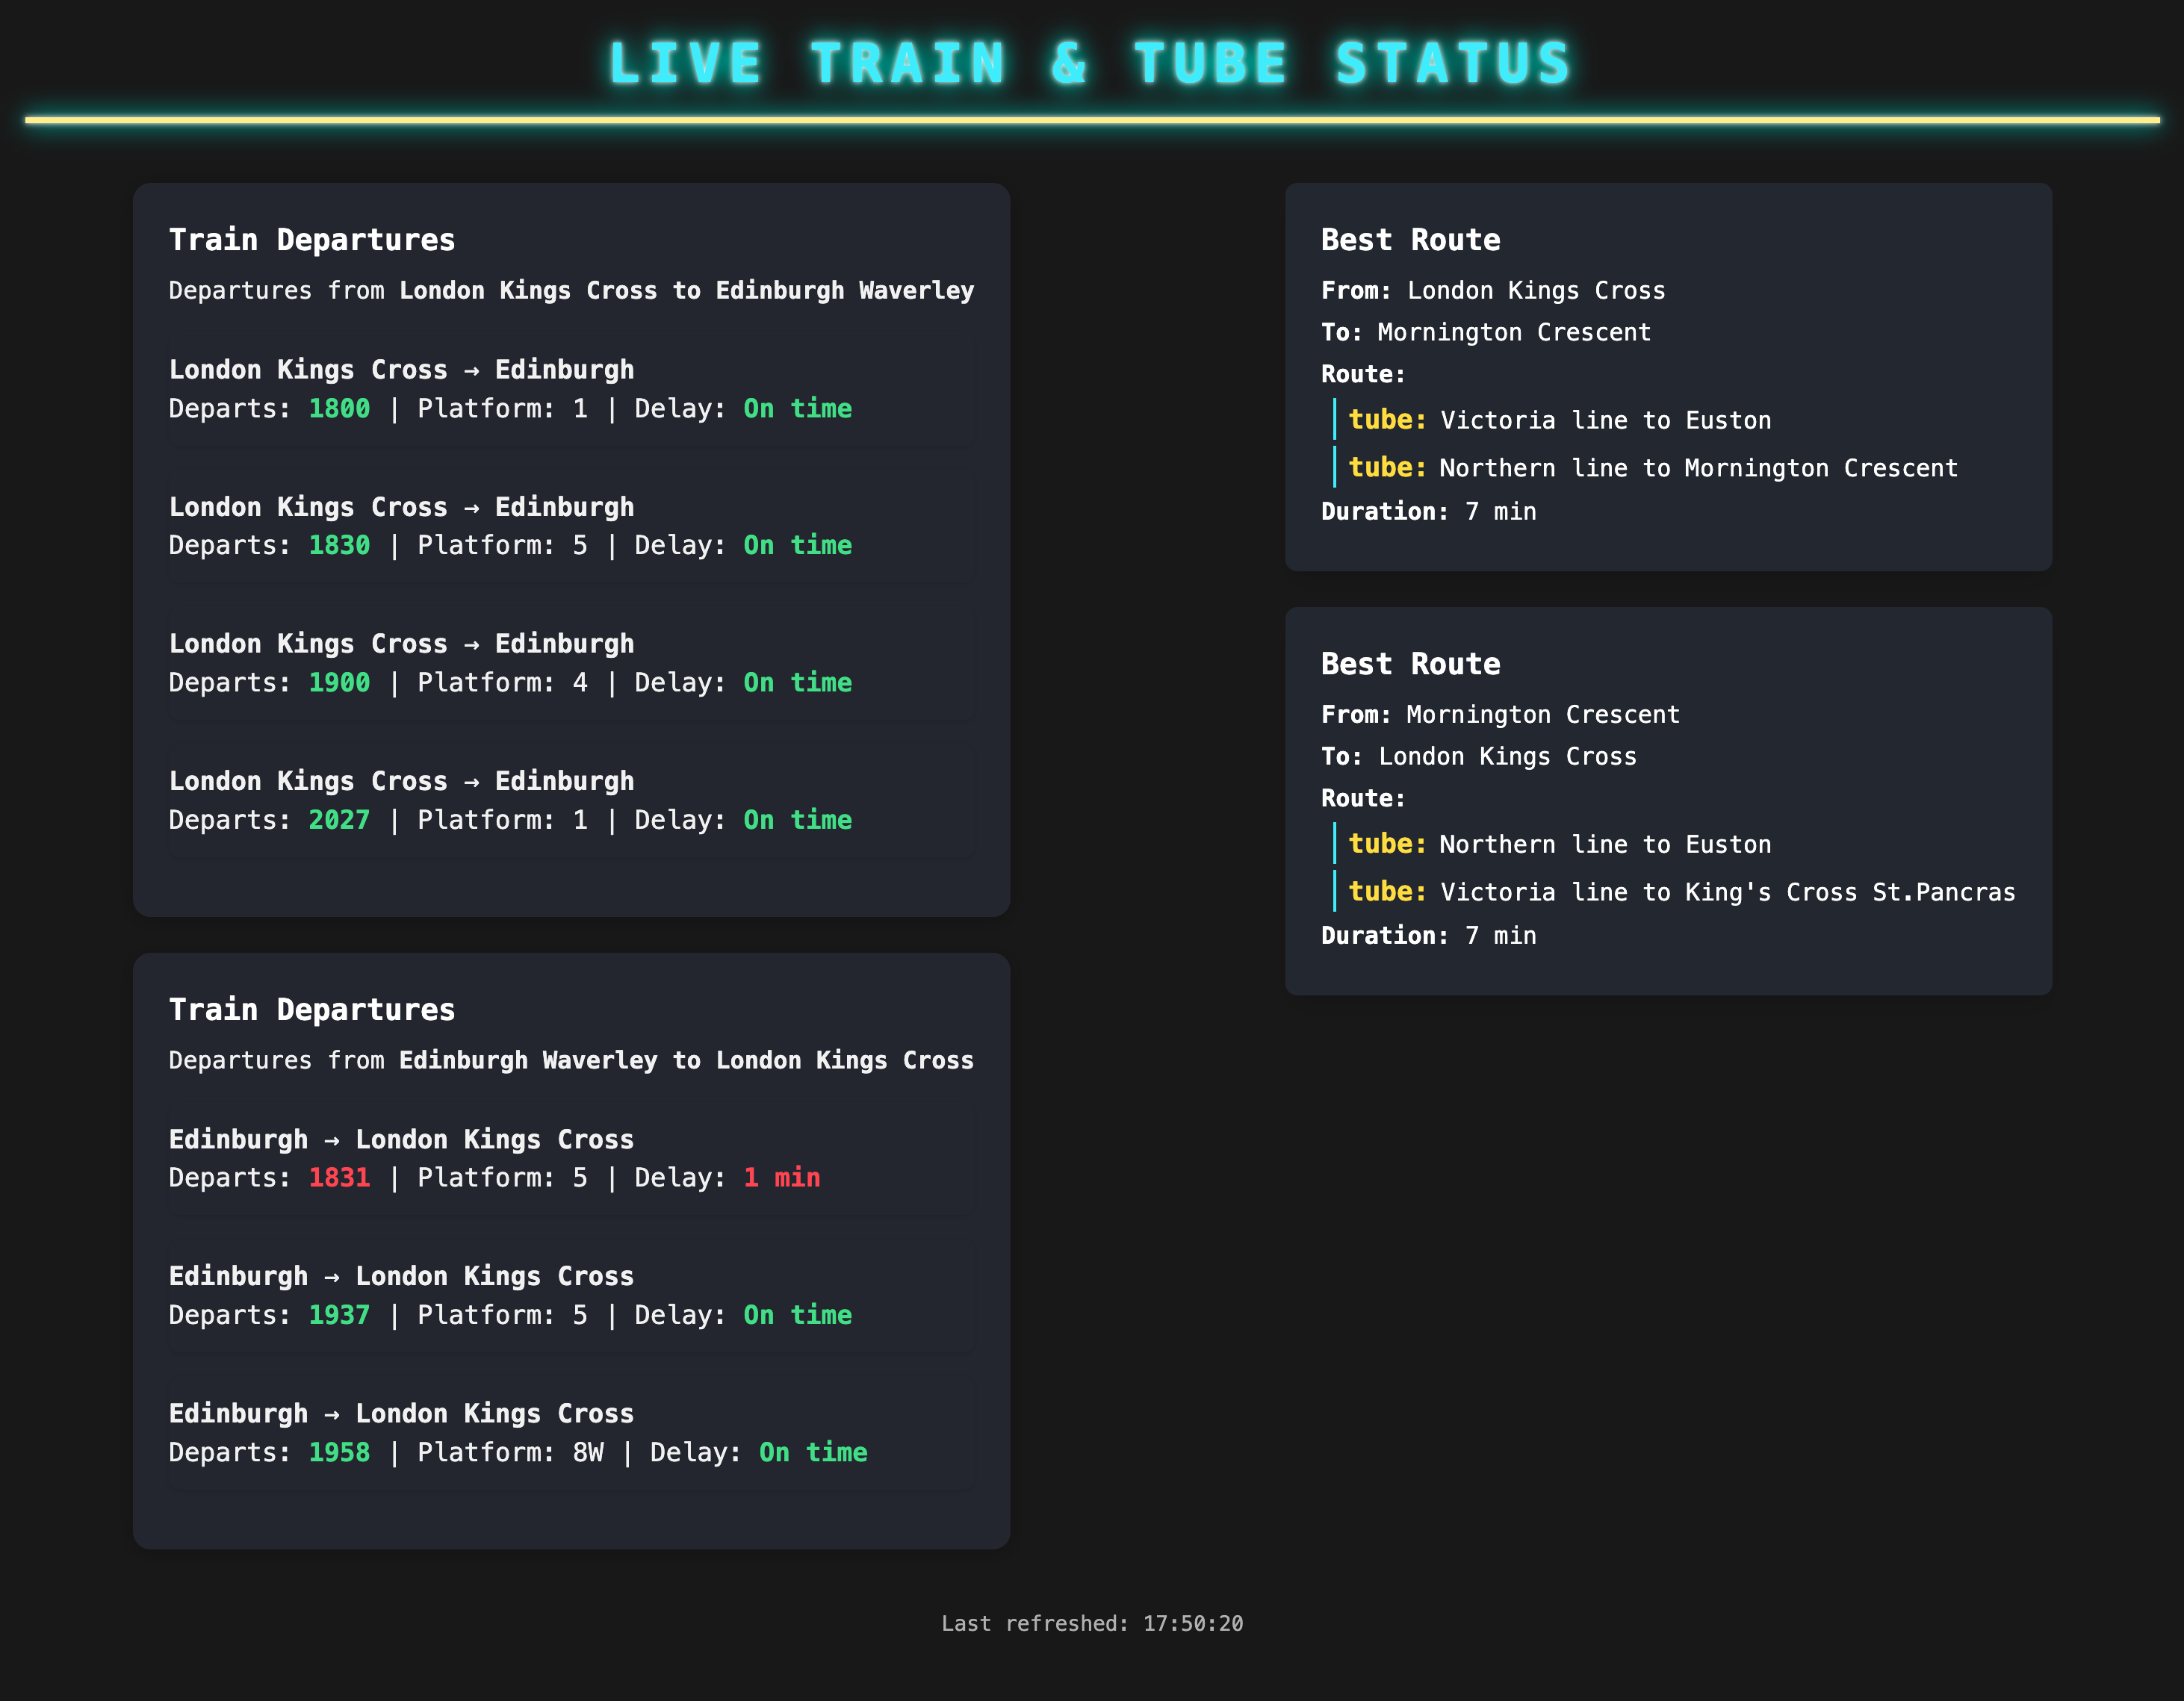 LIVE TRAIN & TUBE STATUS
Train Departures
Departures from London Kings Cross to Edinburgh Waverley
London Kings Cross → Edinburgh
Departs: 1800 | Platform: 1 | Delay: On time
London Kings Cross → Edinburgh
Departs: 1830 | Platform: 5 | Delay: On time
London Kings Cross → Edinburgh
Departs: 1900 | Platform: 4 | Delay: On time
London Kings Cross → Edinburgh
Departs: 2027 | Platform: 1 | Delay: On time
Train Departures
Departures from Edinburgh Waverley to London Kings Cross
Edinburgh → London Kings Cross
Departs: 1831 | Platform: 5 | Delay: 1 min
Edinburgh → London Kings Cross
Departs: 1937 | Platform: 5 | Delay: On time
Edinburgh → London Kings Cross
Departs: 1958 | Platform: 8W | Delay: On time
Best Route
From: London Kings Cross
To: Mornington Crescent
Route:
tube: Victoria line to Euston
tube: Northern line to Mornington Crescent
Duration: 7 min
Best Route
From: Mornington Crescent
To: London Kings Cross
Route:
tube: Northern line to Euston
tube: Victoria line to King's Cross St.Pancras
Duration: 7 min
Last refreshed: 17:50:20